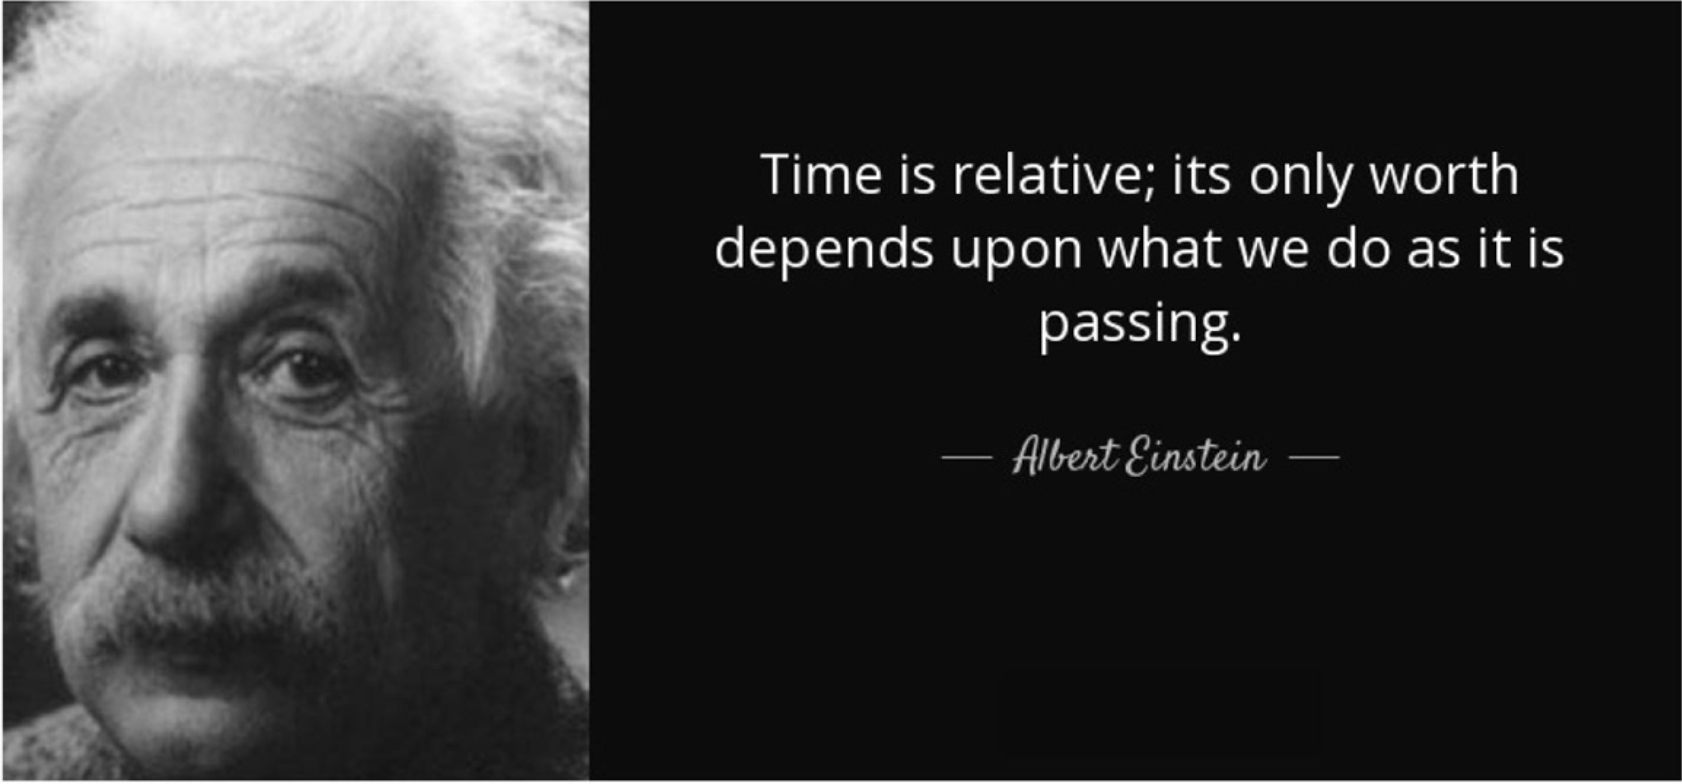 Time is relative; its only worth
depends upon what we do as it is
passing.
Albert Einstein